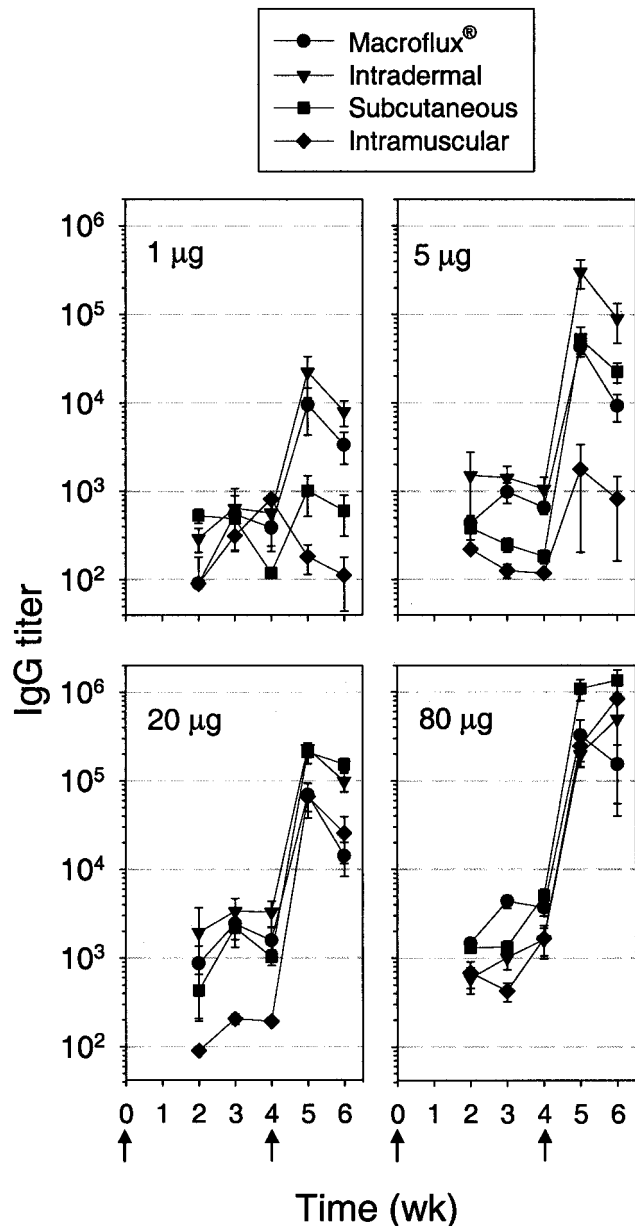 Macroflux®
Intradermal
Subcutaneous
Intramuscular
1 µg
5 µg
10⁶
10⁵
10⁴
10³
10²
IgG titer
20 µg
80 µg
10⁶
10⁵
10⁴
10³
10²
0 1 2 3 4 5 6
0 1 2 3 4 5 6
Time (wk)